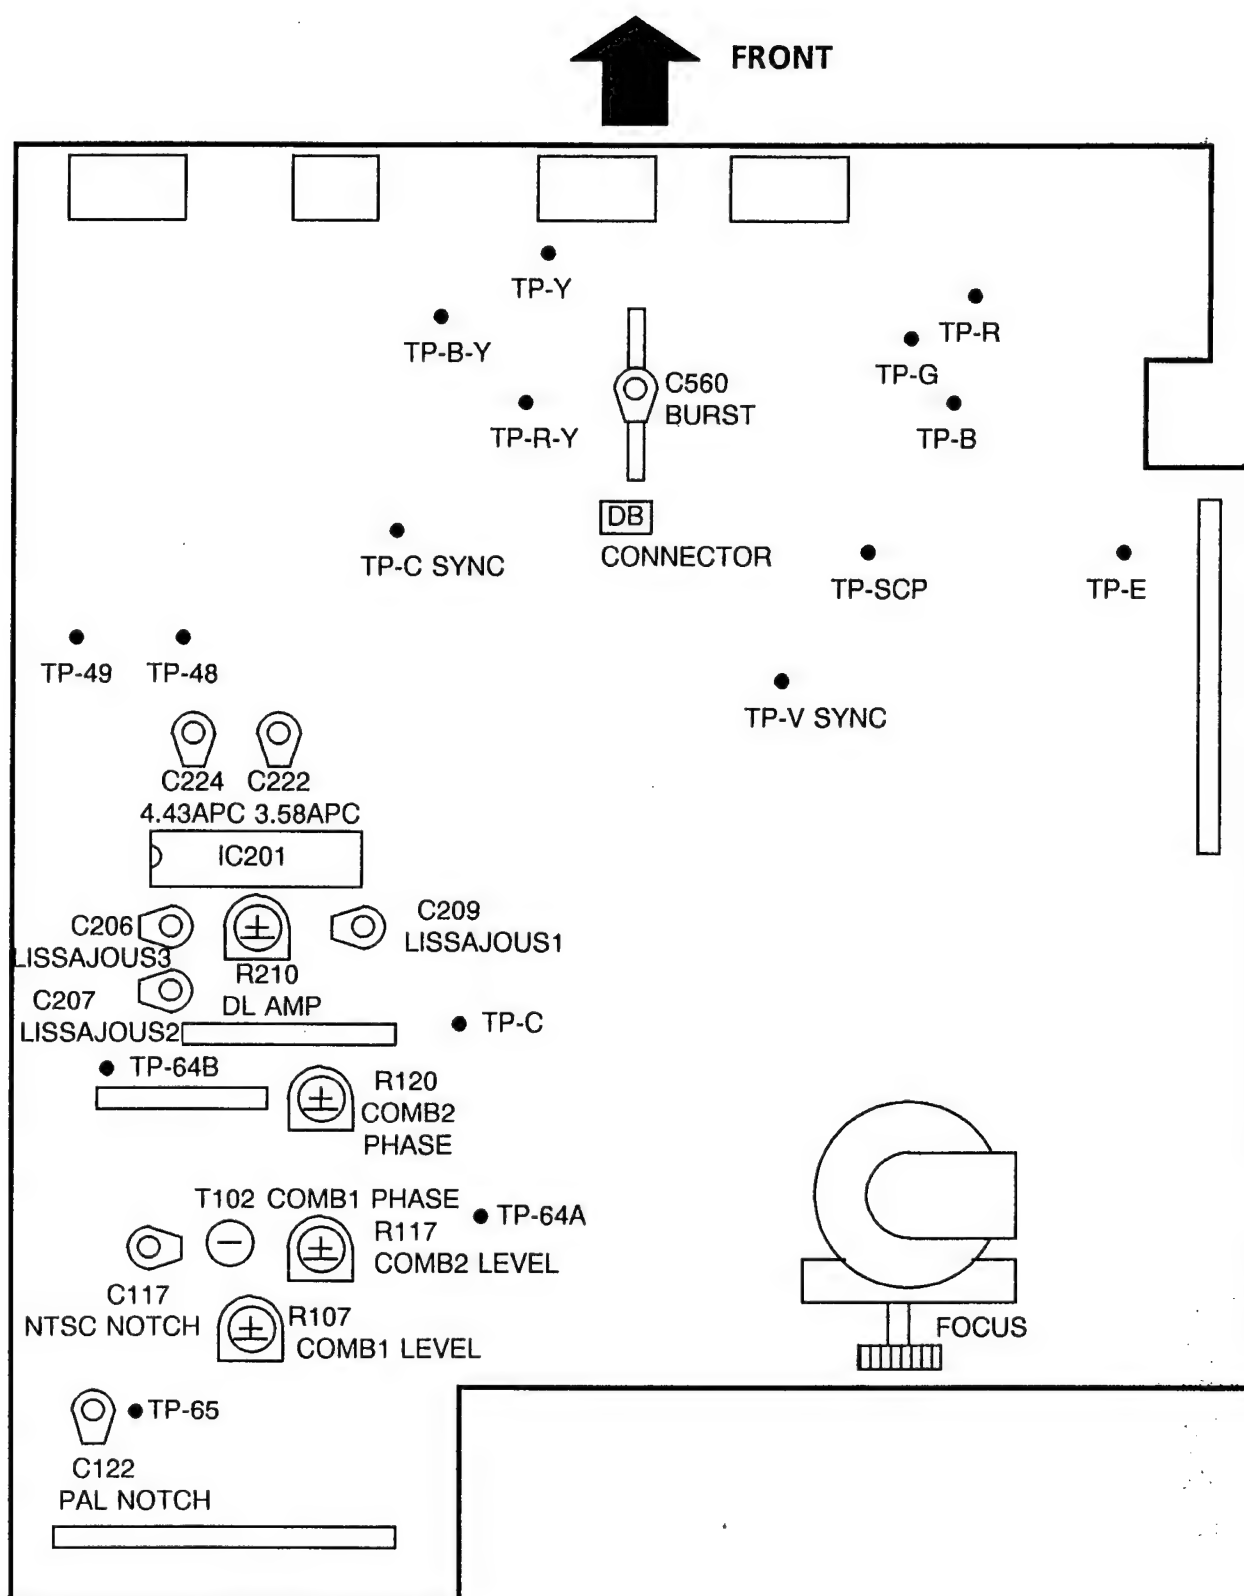 FRONT
TP-Y
TP-R
TP-B-Y
TP-G
C560
BURST
TP-R-Y
TP-B
DB
CONNECTOR
TP-C SYNC
TP-SCP
TP-E
TP-49
TP-48
TP-V SYNC
C224
C222
4.43APC 3.58APC
IC201
C206
LISSAJOUS3
C209
LISSAJOUS1
R210
DL AMP
C207
LISSAJOUS2
TP-C
TP-64B
R120
COMB2
PHASE
T102 COMB1 PHASE
TP-64A
R117
COMB2 LEVEL
C117
NTSC NOTCH
R107
COMB1 LEVEL
FOCUS
TP-65
C122
PAL NOTCH